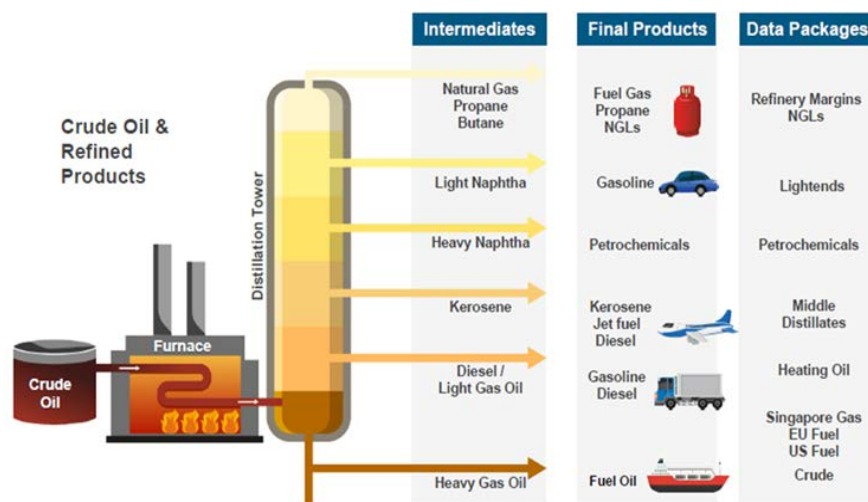 Intermediates
Final Products
Data Packages
Crude Oil &
Refined
Products
Distillation Tower
Furnace
Crude
Oil
Natural Gas
Propane
Butane
Fuel Gas
Propane
NGLs
Refinery Margins
NGLs
Light Naphtha
Gasoline
Lightends
Heavy Naphtha
Petrochemicals
Petrochemicals
Kerosene
Kerosene
Jet fuel
Diesel
Middle
Distillates
Diesel /
Light Gas Oil
Gasoline
Diesel
Heating Oil
Singapore Gas
EU Fuel
US Fuel
Heavy Gas Oil
Fuel Oil
Crude